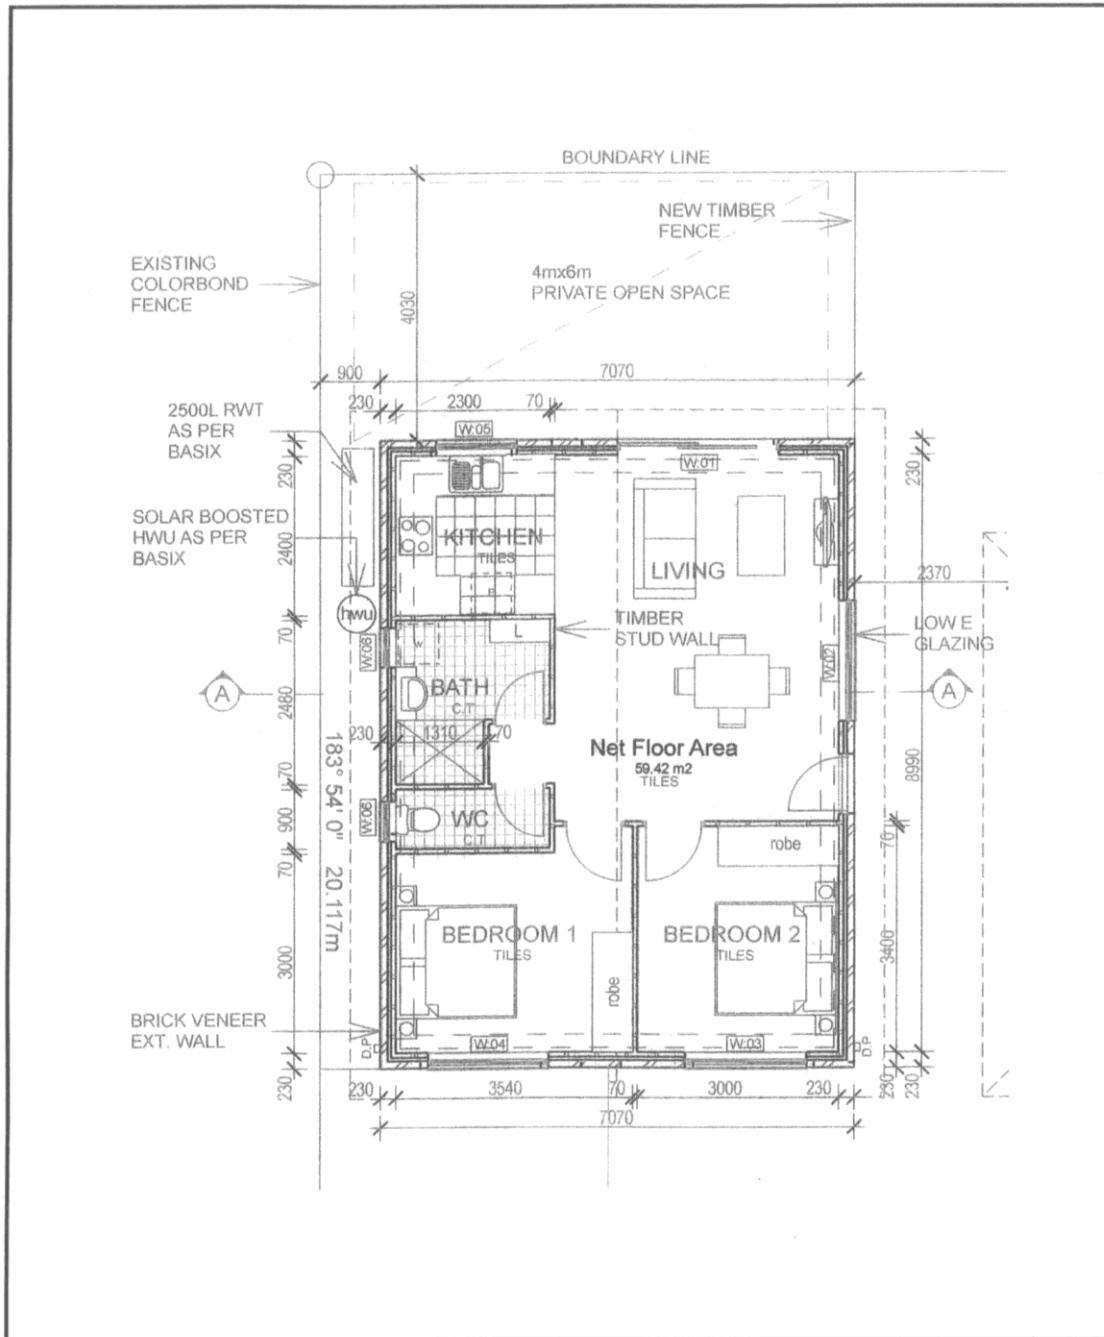 BOUNDARY LINE
NEW TIMBER
FENCE
EXISTING
COLORBOND
FENCE
4mx6m
PRIVATE OPEN SPACE
4030
900
7070
230
2300
70
2500L RWT
AS PER
BASIX
W:05
W:01
230
230
SOLAR BOOSTED
HWU AS PER
BASIX
2400
KITCHEN
TILES
LIVING
2370
hwu
TIMBER
STUD WALL
LOW E
GLAZING
70
W:08
L
W:02
A
BATH
C.T
A
2480
230
1310
70
Net Floor Area
59.42 m2
TILES
8990
183° 54' 0" 20.117m
70
W:06
900
WC
C.T
70
70
robe
BEDROOM 1
TILES
BEDROOM 2
TILES
3000
3400
robe
BRICK VENEER
EXT. WALL
D.P
W:04
W:03
D.P
230
230
3540
70
3000
230
230
230
7070